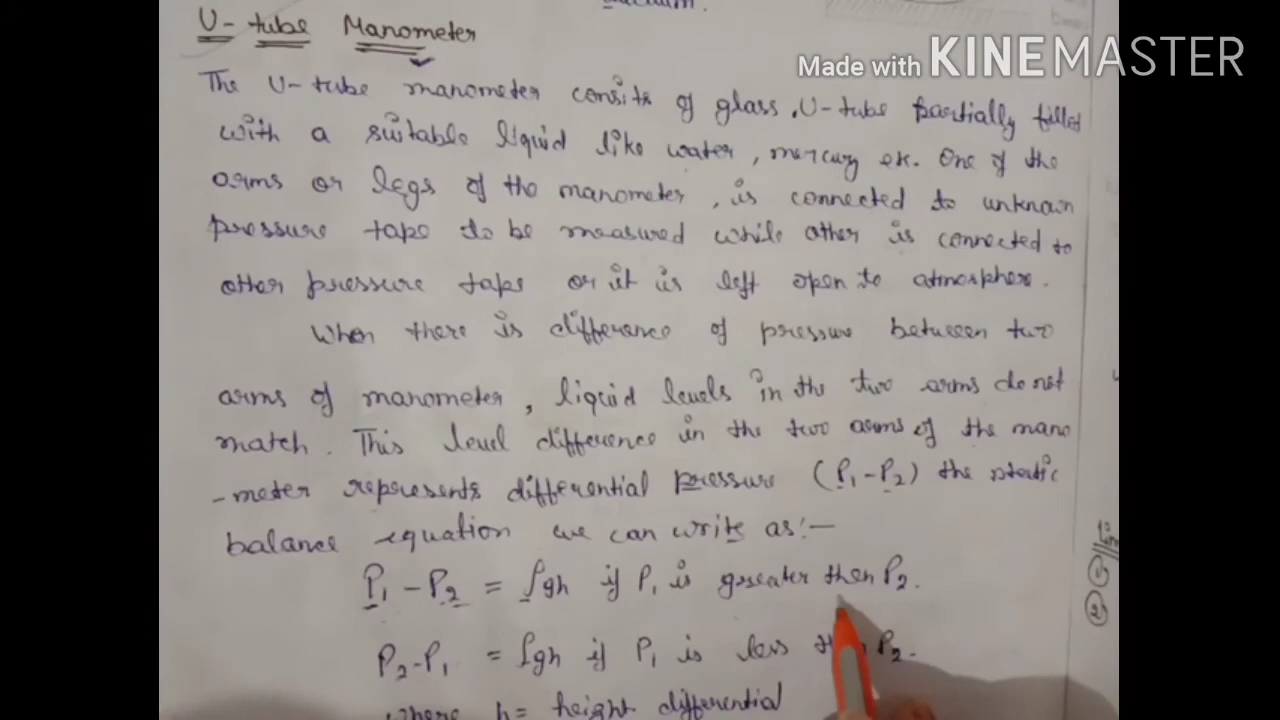 U-tube Manometer
Made with KINEMASTER
The U-tube manometer consits of glass, U-tube partially filled
with a suitable liquid like water, mercury ex. One of the
arms or legs of the manometer, is connected to unknown
pressure tape to be measured while other is connected to
other pressure tape or it is left open to atmosphere.
When there is difference of pressure between two
arms of manometer, liquid levels in the two arms do not
match. This level difference in the two arms of the mano
-meter represents differential pressure (P₁-P₂) the static
balance equation we can write as:-
P₁-P₂ = ρgh if P₁ is greater then P₂.
P₂-P₁ = ρgh if P₁ is less P₂.
where h= height differential